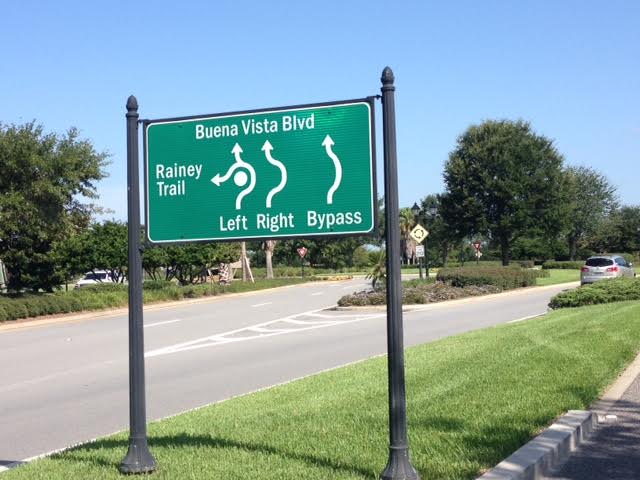 Buena Vista Blvd
Rainey
Trail
Left Right Bypass